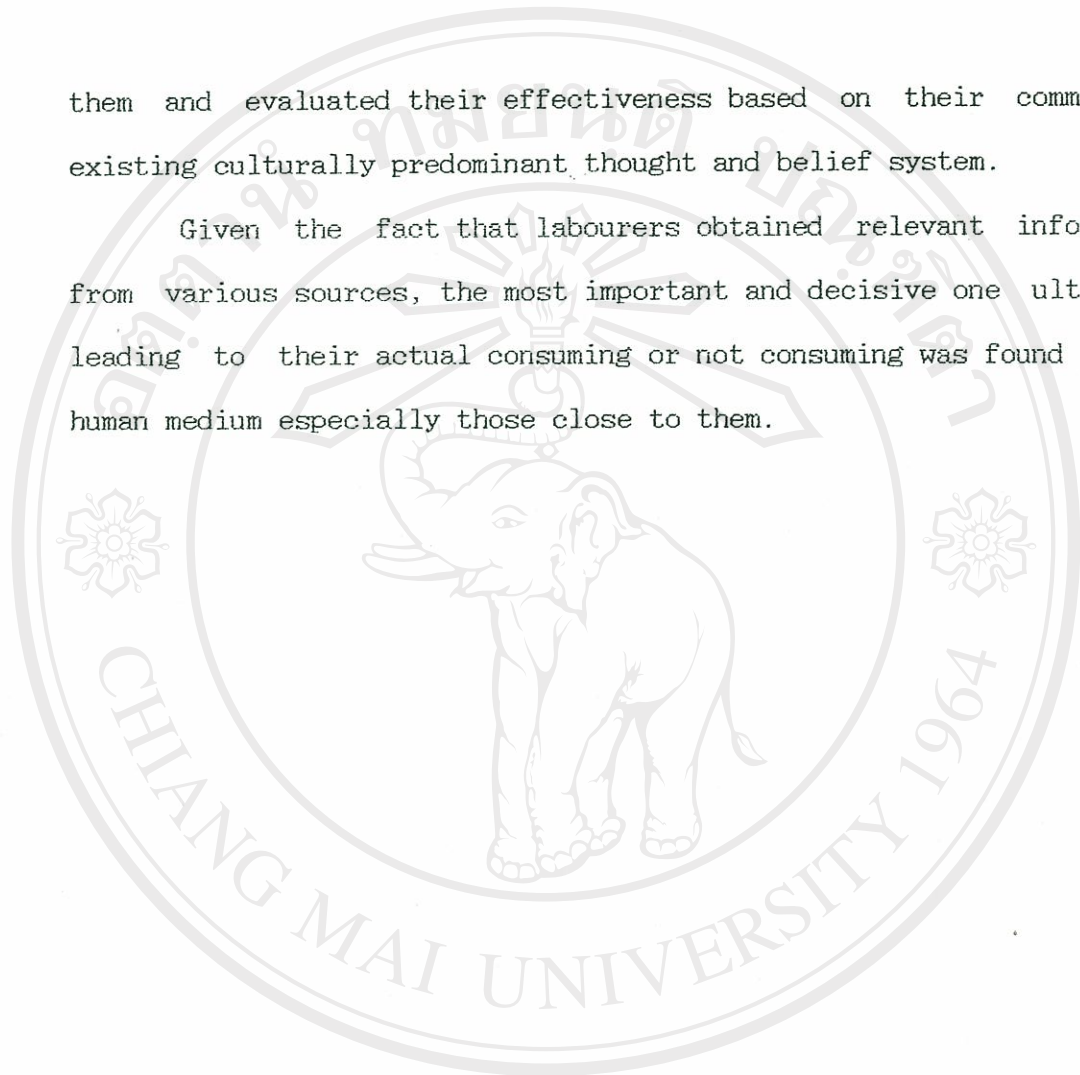 them and evaluated their effectiveness based on their comm
existing culturally predominant thought and belief system.
Given the fact that labourers obtained relevant info
from various sources, the most important and decisive one ult
leading to their actual consuming or not consuming was found
human medium especially those close to them.
CHIANG MAI UNIVERSITY 1964